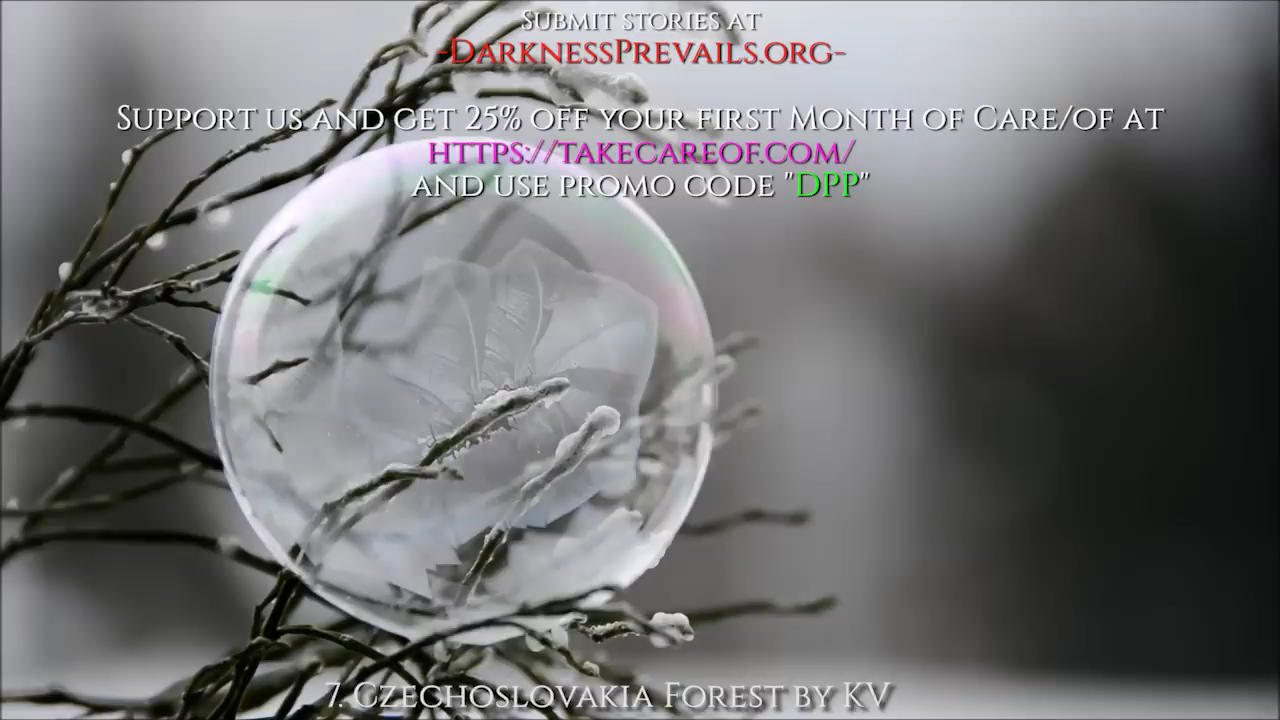 Submit stories at
-DarknessPrevails.org-
Support us and get 25% off your first Month of Care/of at
https://takecareof.com/
and use promo code "DPP"
7. Czechoslovakia Forest by KV